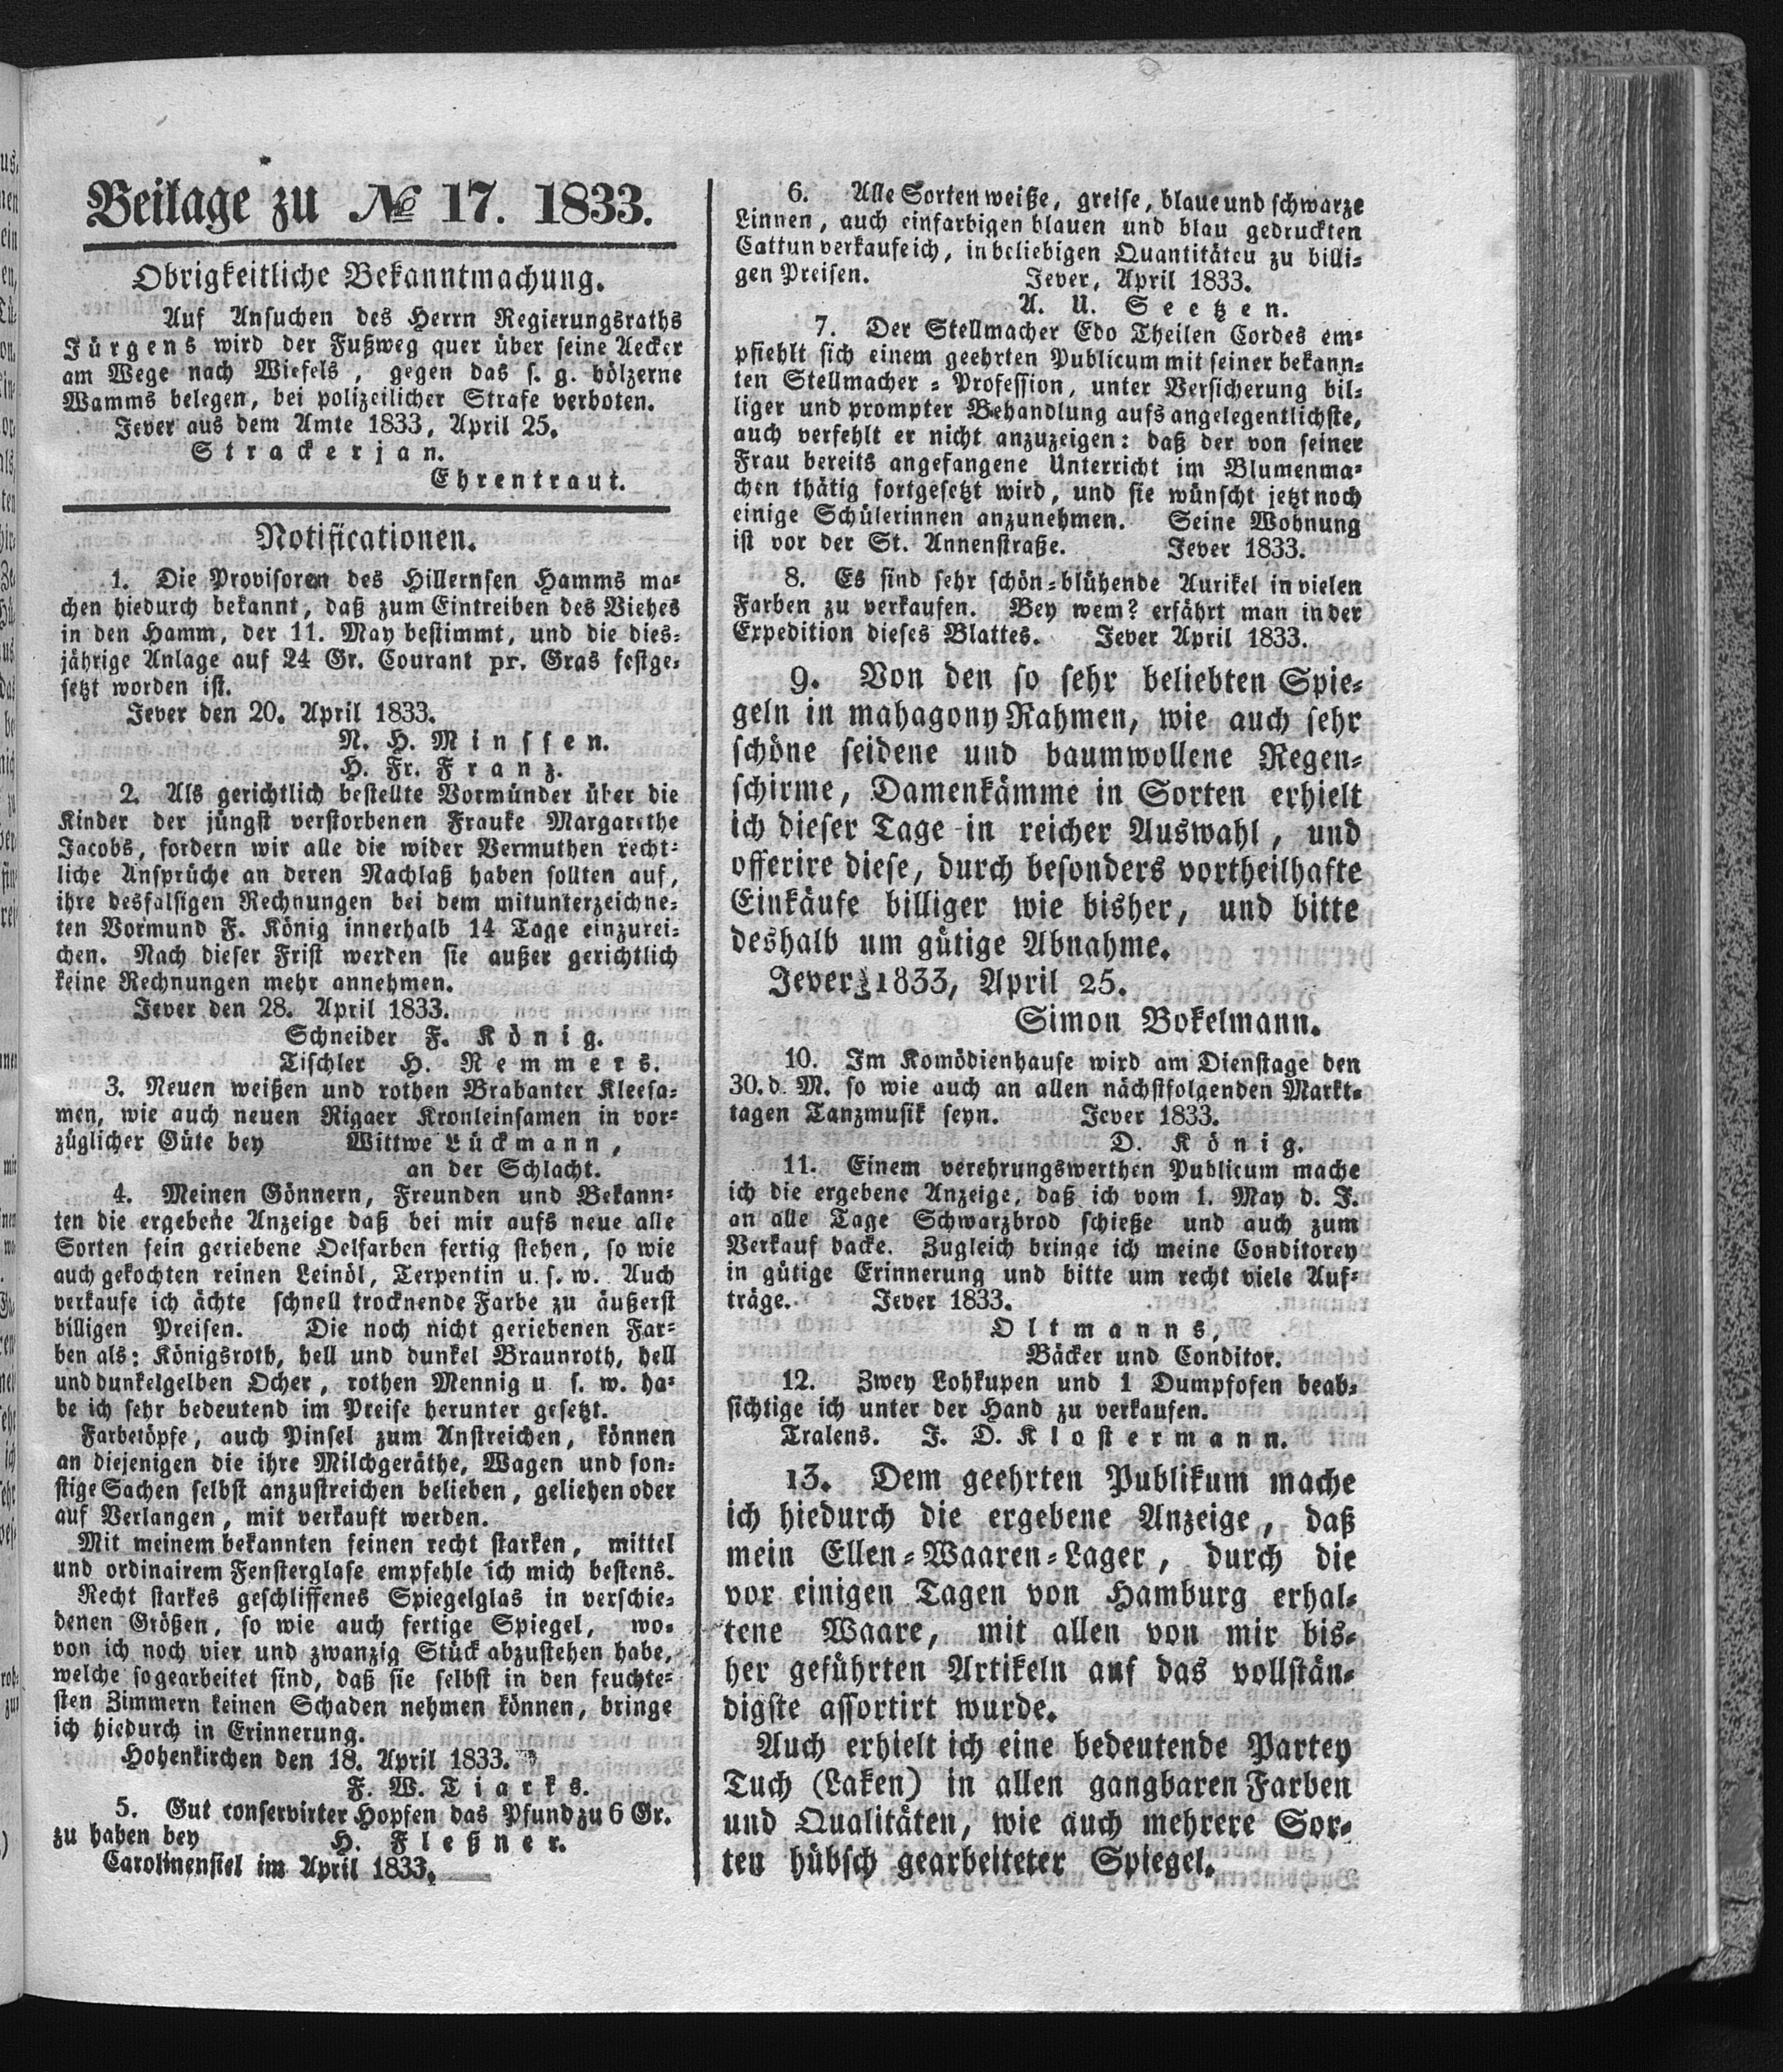 Beilage zu № 17. 1833.
Obrigkeitliche Bekanntmachung.
Auf Ansuchen des Herrn Regierungsraths
Jürgens wird der Fußweg quer über seine Aecker
am Wege nach Wiefels, gegen das s. g. hölzerne
Wamms belegen, bei polizeilicher Strafe verboten.
Jever aus dem Amte 1833, April 25.
Strackerjan.
Ehrentraut.
Notificationen.
1. Die Provisoren des Hillernsen Hamms ma-
chen hiedurch bekannt, daß zum Eintreiben des Viehes
in den Hamm, der 11. May bestimmt, und die dies-
jährige Anlage auf 24 Gr. Courant pr. Gras festge-
setzt worden ist.
Jever den 20. April 1833.
N. H. Minssen.
H. Fr. Franz.
2. Als gerichtlich bestellte Vormünder über die
Kinder der jüngst verstorbenen Frauke Margarethe
Jacobs, fordern wir alle die wider Vermuthen recht-
liche Ansprüche an deren Nachlaß haben sollten auf,
ihre desfalsigen Rechnungen bei dem mitunterzeichne-
ten Vormund F. König innerhalb 14 Tage einzurei-
chen. Nach dieser Frist werden sie außer gerichtlich
keine Rechnungen mehr annehmen.
Jever den 28. April 1833.
Schneider F. König.
Tischler H. Remmers.
3. Neuen weißen und rothen Brabanter Kleesa-
men, wie auch neuen Rigaer Kronleinsamen in vor-
züglicher Güte bey Wittwe Lückmann,
an der Schlacht.
4. Meinen Gönnern, Freunden und Bekann-
ten die ergebene Anzeige daß bei mir aufs neue alle
Sorten fein geriebene Oelfarben fertig stehen, so wie
auch gekochten reinen Leinöl, Terpentin u. s. w. Auch
verkaufe ich ächte schnell trocknende Farbe zu äußerst
billigen Preisen. Die noch nicht geriebenen Far-
ben als: Königsroth, hell und dunkel Braunroth, hell
und dunkelgelben Ocher, rothen Mennig u. s. w. ha-
be ich sehr bedeutend im Preise herunter gesetzt.
Farbetöpfe, auch Pinsel zum Anstreichen, können
an diejenigen die ihre Milchgeräthe, Wagen und son-
stige Sachen selbst anzustreichen belieben, geliehen oder
auf Verlangen, mit verkauft werden.
Mit meinem bekannten feinen recht starken, mittel
und ordinairem Fensterglase empfehle ich mich bestens.
Recht starkes geschliffenes Spiegelglas in verschie-
denen Größen, so wie auch fertige Spiegel, wo-
von ich noch vier und zwanzig Stück abzustehen habe,
welche so gearbeitet sind, daß sie selbst in den feuchte-
sten Zimmern keinen Schaden nehmen können, bringe
ich hiedurch in Erinnerung.
Hohenkirchen den 18. April 1833.
F. W. Tiarks.
5. Gut conservirter Hopfen das Pfund zu 6 Gr.
zu haben bey H. Fleßner.
Carolinensiel im April 1833.
6. Alle Sorten weiße, greise, blaue und schwarze
Linnen, auch einfarbigen blauen und blau gedruckten
Cattun verkaufe ich, in beliebigen Quantitäteu zu billi-
gen Preisen. Jever, April 1833.
A. U. Seetzen.
7. Der Stellmacher Edo Theilen Cordes em-
pfiehlt sich einem geehrten Publicum mit seiner bekann-
ten Stellmacher-Profession, unter Versicherung bil-
liger und prompter Behandlung aufs angelegentlichste,
auch verfehlt er nicht anzuzeigen: daß der von seiner
Frau bereits angefangene Unterricht im Blumenma-
chen thätig fortgesetzt wird, und sie wünscht jetzt noch
einige Schülerinnen anzunehmen. Seine Wohnung
ist vor der St. Annenstraße. Jever 1833.
8. Es sind sehr schön-blühende Aurikel in vielen
Farben zu verkaufen. Bey wem? erfährt man in der
Expedition dieses Blattes. Jever April 1833.
9. Von den so sehr beliebten Spie-
geln in mahagony Rahmen, wie auch sehr
schöne seidene und baumwollene Regen-
schirme, Damenkämme in Sorten erhielt
ich dieser Tage in reicher Auswahl, und
offerire diese, durch besonders vortheilhafte
Einkäufe billiger wie bisher, und bitte
deshalb um gütige Abnahme.
Jever 1833, April 25.
Simon Bokelmann.
10. Im Komödienhause wird am Dienstage den
30. d. M. so wie auch an allen nächstfolgenden Markt-
tagen Tanzmusik seyn. Jever 1833.
D. König.
11. Einem verehrungswerthen Publicum mache
ich die ergebene Anzeige, daß ich vom 1. May d. J.
an alle Tage Schwarzbrod schieße und auch zum
Verkauf backe. Zugleich bringe ich meine Conditorey
in gütige Erinnerung und bitte um recht viele Auf-
träge. Jever 1833.
Oltmanns,
Bäcker und Conditor.
12. Zwey Lohkupen und 1 Dumpfofen beab-
sichtige ich unter der Hand zu verkaufen.
Tralens. J. D. Klostermann.
13. Dem geehrten Publikum mache
ich hiedurch die ergebene Anzeige, daß
mein Ellen-Waaren-Lager, durch die
vor einigen Tagen von Hamburg erhal-
tene Waare, mit allen von mir bis-
her geführten Artikeln auf das vollstän-
digste assortirt wurde.
Auch erhielt ich eine bedeutende Partey
Tuch (Laken) in allen gangbaren Farben
und Qualitäten, wie auch mehrere Sor-
ten hübsch gearbeiteter Spiegel.